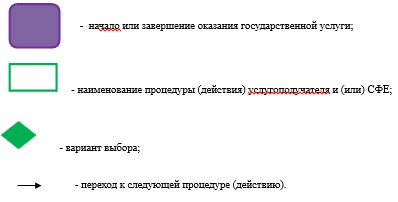 - начало или завершение оказания государственной услуги;
- наименование процедуры (действия) услугополучателя и (или) СФЕ;
- вариант выбора;
- переход к следующей процедуре (действию).